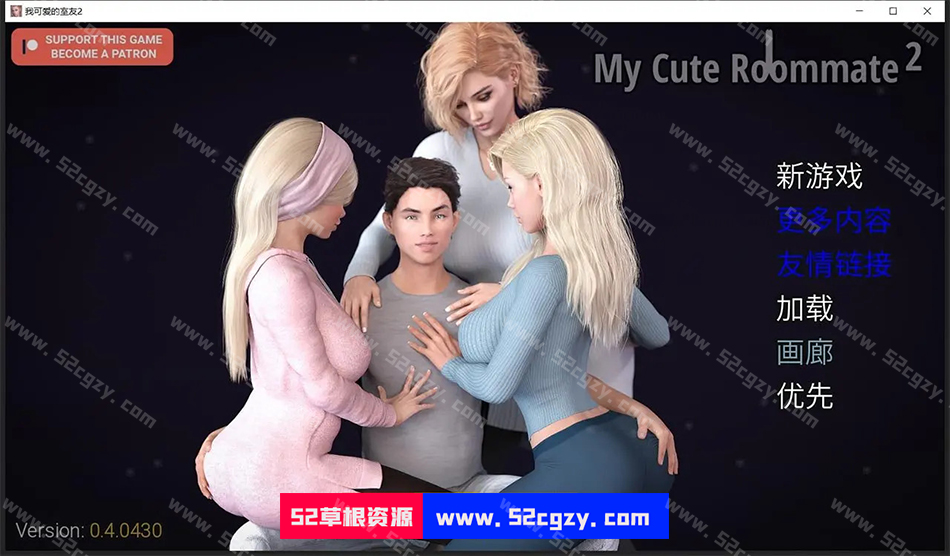 我可爱的室友2
SUPPORT THIS GAME
BECOME A PATRON
My Cute Roommate 2
新游戏
更多内容
友情链接
加载
画廊
优先
Version: 0.4.0430
52草根资源 www.52cgzy.com
www.52cgzy.com